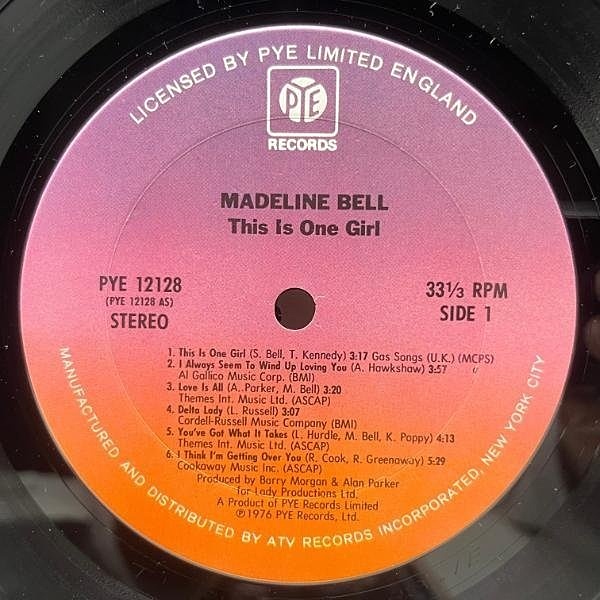 LICENSED BY PYE LIMITED ENGLAND
PYE
RECORDS
MADELINE BELL
This Is One Girl
PYE 12128
(PYE 12128 AS)
STEREO
33⅓ RPM
SIDE 1
1. This Is One Girl (S. Bell, T. Kennedy) 3:17 Gas Songs (U.K.) (MCPS)
2. I Always Seem To Wind Up Loving You (A. Hawkshaw) 3:57
Al Gallico Music Corp. (BMI)
3. Love Is All (A. Parker, M. Bell) 3:20
Themes Int. Music Ltd. (ASCAP)
4. Delta Lady (L. Russell) 3:07
Cordell-Russell Music Company (BMI)
5. You've Got What It Takes (L. Hurdle, M. Bell, K. Poppy) 4:13
Themes Int. Music Ltd. (ASCAP)
6. I Think I'm Getting Over You (R. Cook, R. Greenaway) 5:29
Cookaway Music Inc. (ASCAP)
Produced by Barry Morgan & Alan Parker
for Lady Productions Ltd.
A Product of PYE Records Limited
℗1976 PYE Records, Ltd.
MANUFACTURED AND DISTRIBUTED BY ATV RECORDS INCORPORATED, NEW YORK CITY